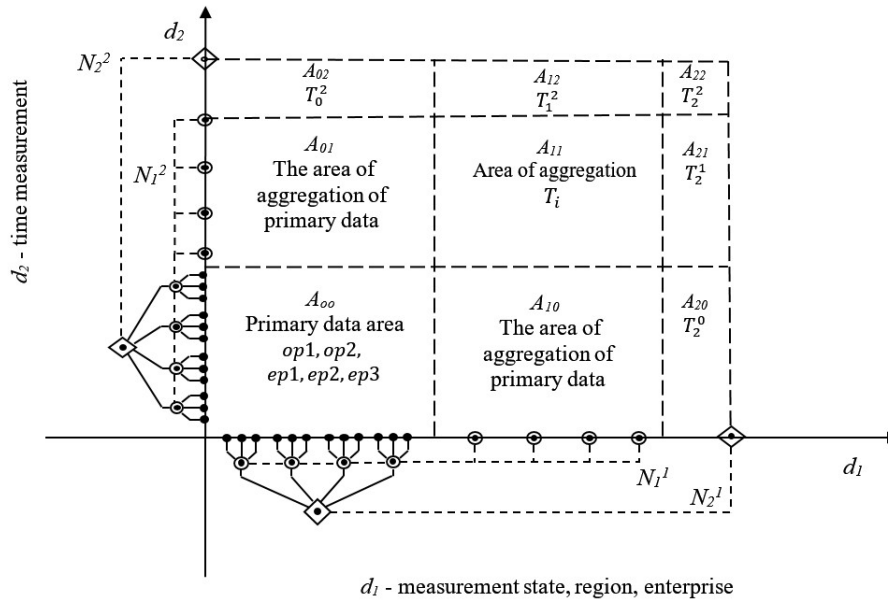 d₂
N₂²
A₀₂
T₀²
A₁₂
T₁²
A₂₂
T₂²
N₁²
A₀₁
The area of
aggregation of
primary data
A₁₁
Area of aggregation
Tᵢ
A₂₁
T₂¹
d₂ - time measurement
Aₒₒ
Primary data area
op1, op2,
ep1, ep2, ep3
A₁₀
The area of
aggregation of
primary data
A₂₀
T₂⁰
N₁¹
N₂¹
d₁
d₁ - measurement state, region, enterprise